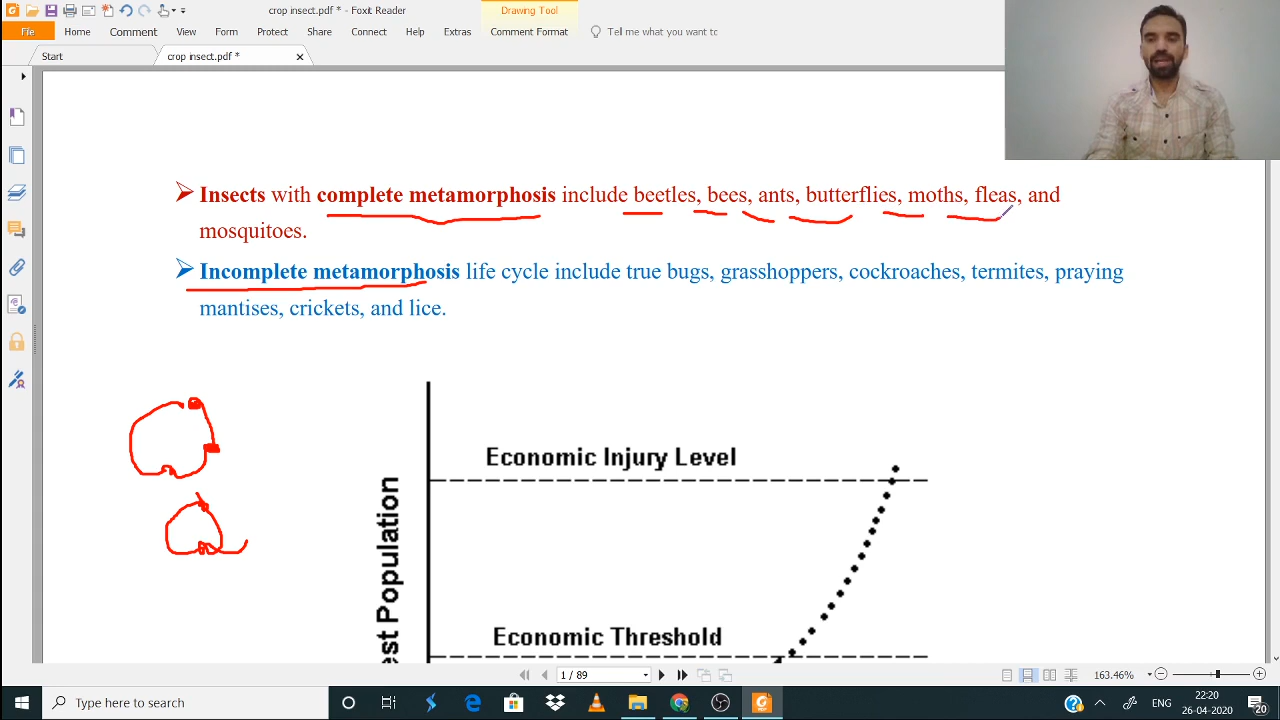 crop insect.pdf * - Foxit Reader
Drawing Tool
File Home Comment View Form Protect Share Connect Help Extras Comment Format Tell me what you want to
Start crop insect.pdf *
Insects with complete metamorphosis include beetles, bees, ants, butterflies, moths, fleas, and
mosquitoes.
Incomplete metamorphosis life cycle include true bugs, grasshoppers, cockroaches, termites, praying
mantises, crickets, and lice.
Economic Injury Level
Population
Economic Threshold
1 / 89 163.46%
Type here to search
ENG
22:20
26-04-2020
20